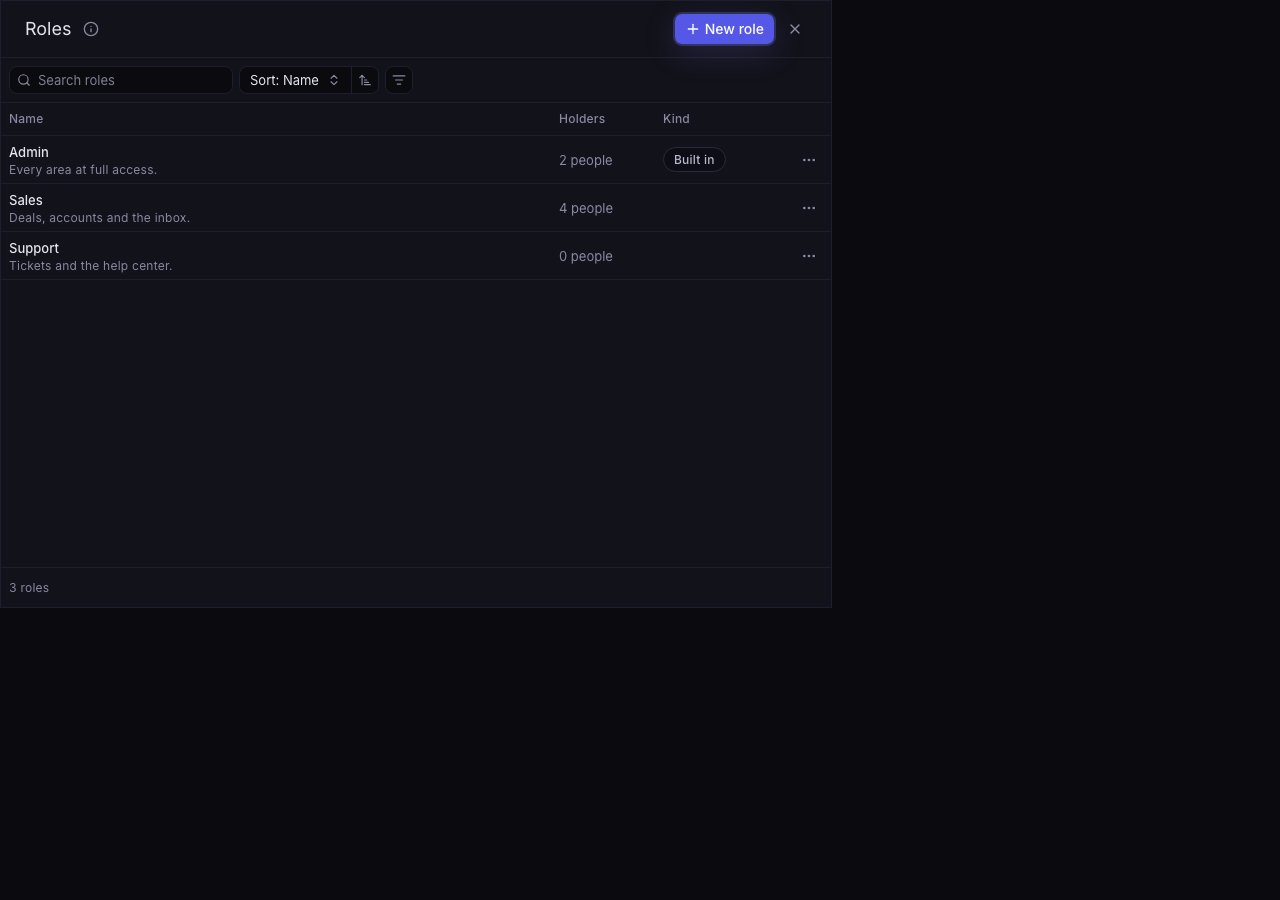 Roles
New role
Search roles
Sort: Name
Name Holders Kind
Admin
Every area at full access.
2 people
Built in
Sales
Deals, accounts and the inbox.
4 people
Support
Tickets and the help center.
0 people
3 roles